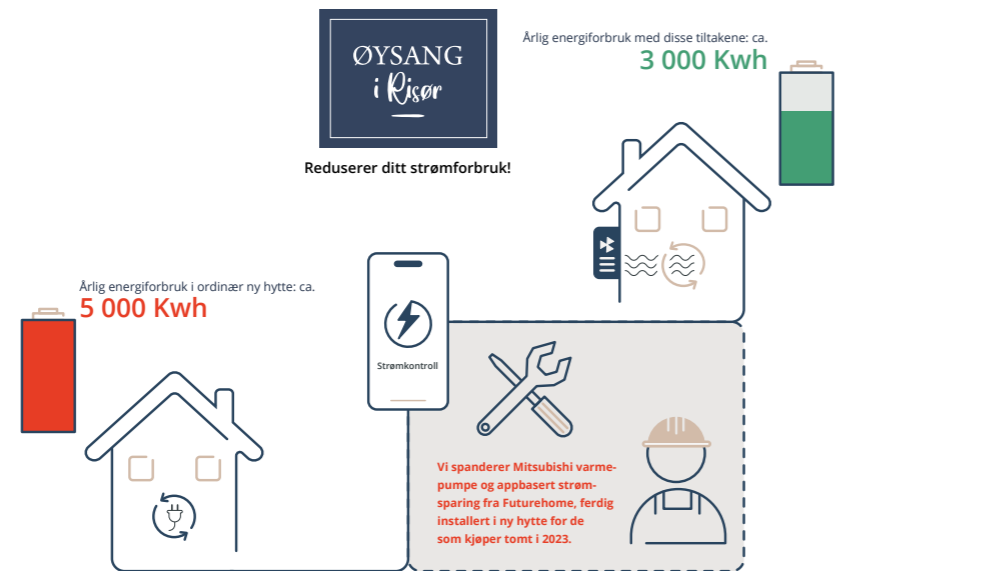 ØYSANG
i Risør
Reduserer ditt strømforbruk!
Årlig energiforbruk med disse tiltakene: ca.
3 000 Kwh
Årlig energiforbruk i ordinær ny hytte: ca.
5 000 Kwh
Strømkontroll
Vi spanderer Mitsubishi varme-
pumpe og appbasert strøm-
sparing fra Futurehome, ferdig
installert i ny hytte for de
som kjøper tomt i 2023.